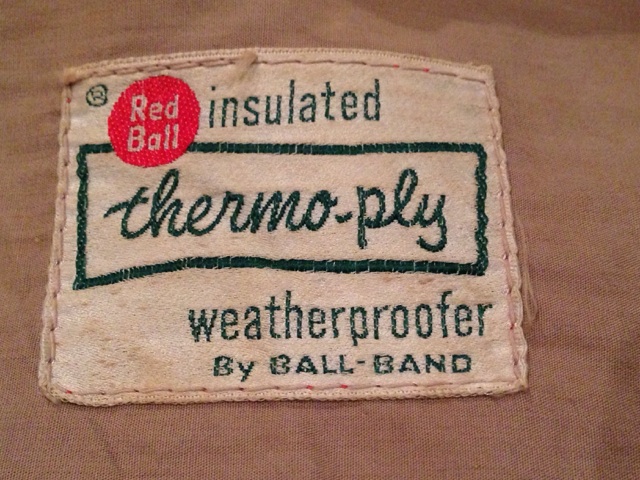 ® Red Ball insulated
thermo-ply
weatherproofer
By BALL-BAND